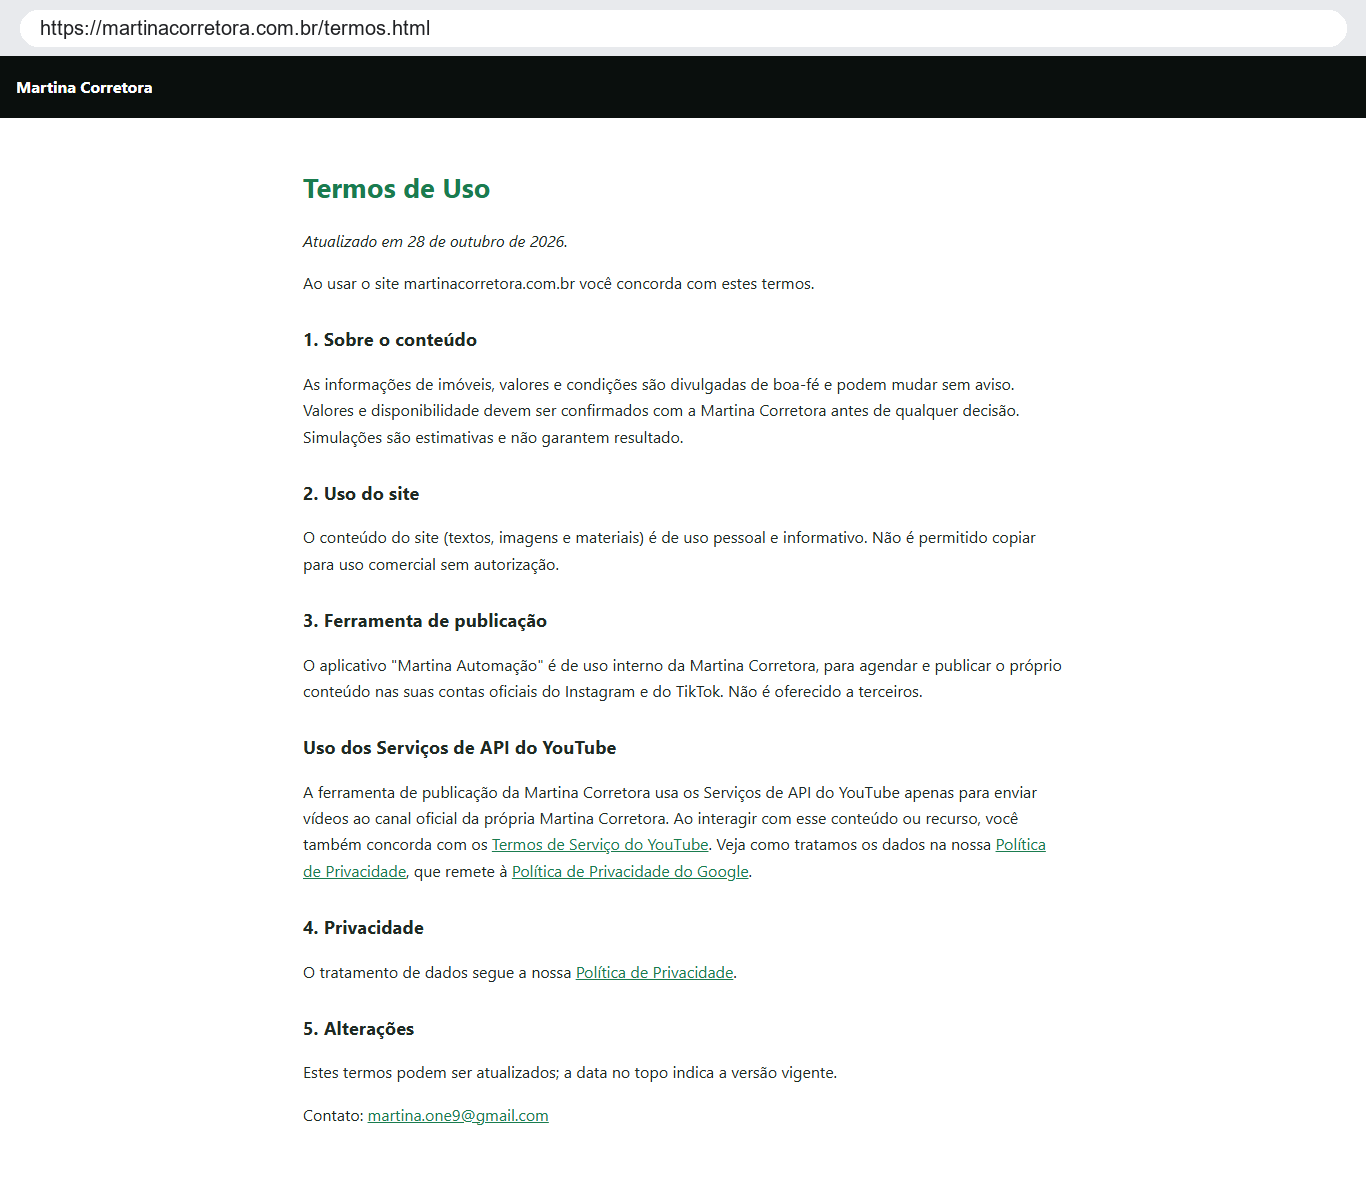 https://martinacorretora.com.br/termos.html
Martina Corretora
Termos de Uso
Atualizado em 28 de outubro de 2026.
Ao usar o site martinacorretora.com.br você concorda com estes termos.
1. Sobre o conteúdo
As informações de imóveis, valores e condições são divulgadas de boa-fé e podem mudar sem aviso.
Valores e disponibilidade devem ser confirmados com a Martina Corretora antes de qualquer decisão.
Simulações são estimativas e não garantem resultado.
2. Uso do site
O conteúdo do site (textos, imagens e materiais) é de uso pessoal e informativo. Não é permitido copiar
para uso comercial sem autorização.
3. Ferramenta de publicação
O aplicativo "Martina Automação" é de uso interno da Martina Corretora, para agendar e publicar o próprio
conteúdo nas suas contas oficiais do Instagram e do TikTok. Não é oferecido a terceiros.
Uso dos Serviços de API do YouTube
A ferramenta de publicação da Martina Corretora usa os Serviços de API do YouTube apenas para enviar
vídeos ao canal oficial da própria Martina Corretora. Ao interagir com esse conteúdo ou recurso, você
também concorda com os Termos de Serviço do YouTube. Veja como tratamos os dados na nossa Política
de Privacidade, que remete à Política de Privacidade do Google.
4. Privacidade
O tratamento de dados segue a nossa Política de Privacidade.
5. Alterações
Estes termos podem ser atualizados; a data no topo indica a versão vigente.
Contato: martina.one9@gmail.com